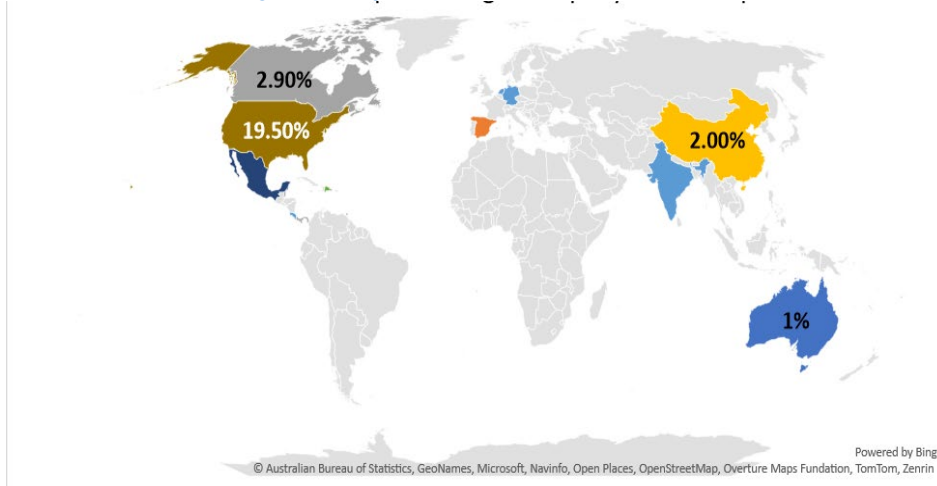 2.90%
19.50%
2.00%
1%
Powered by Bing
© Australian Bureau of Statistics, GeoNames, Microsoft, Navinfo, Open Places, OpenStreetMap, Overture Maps Fundation, TomTom, Zenrin